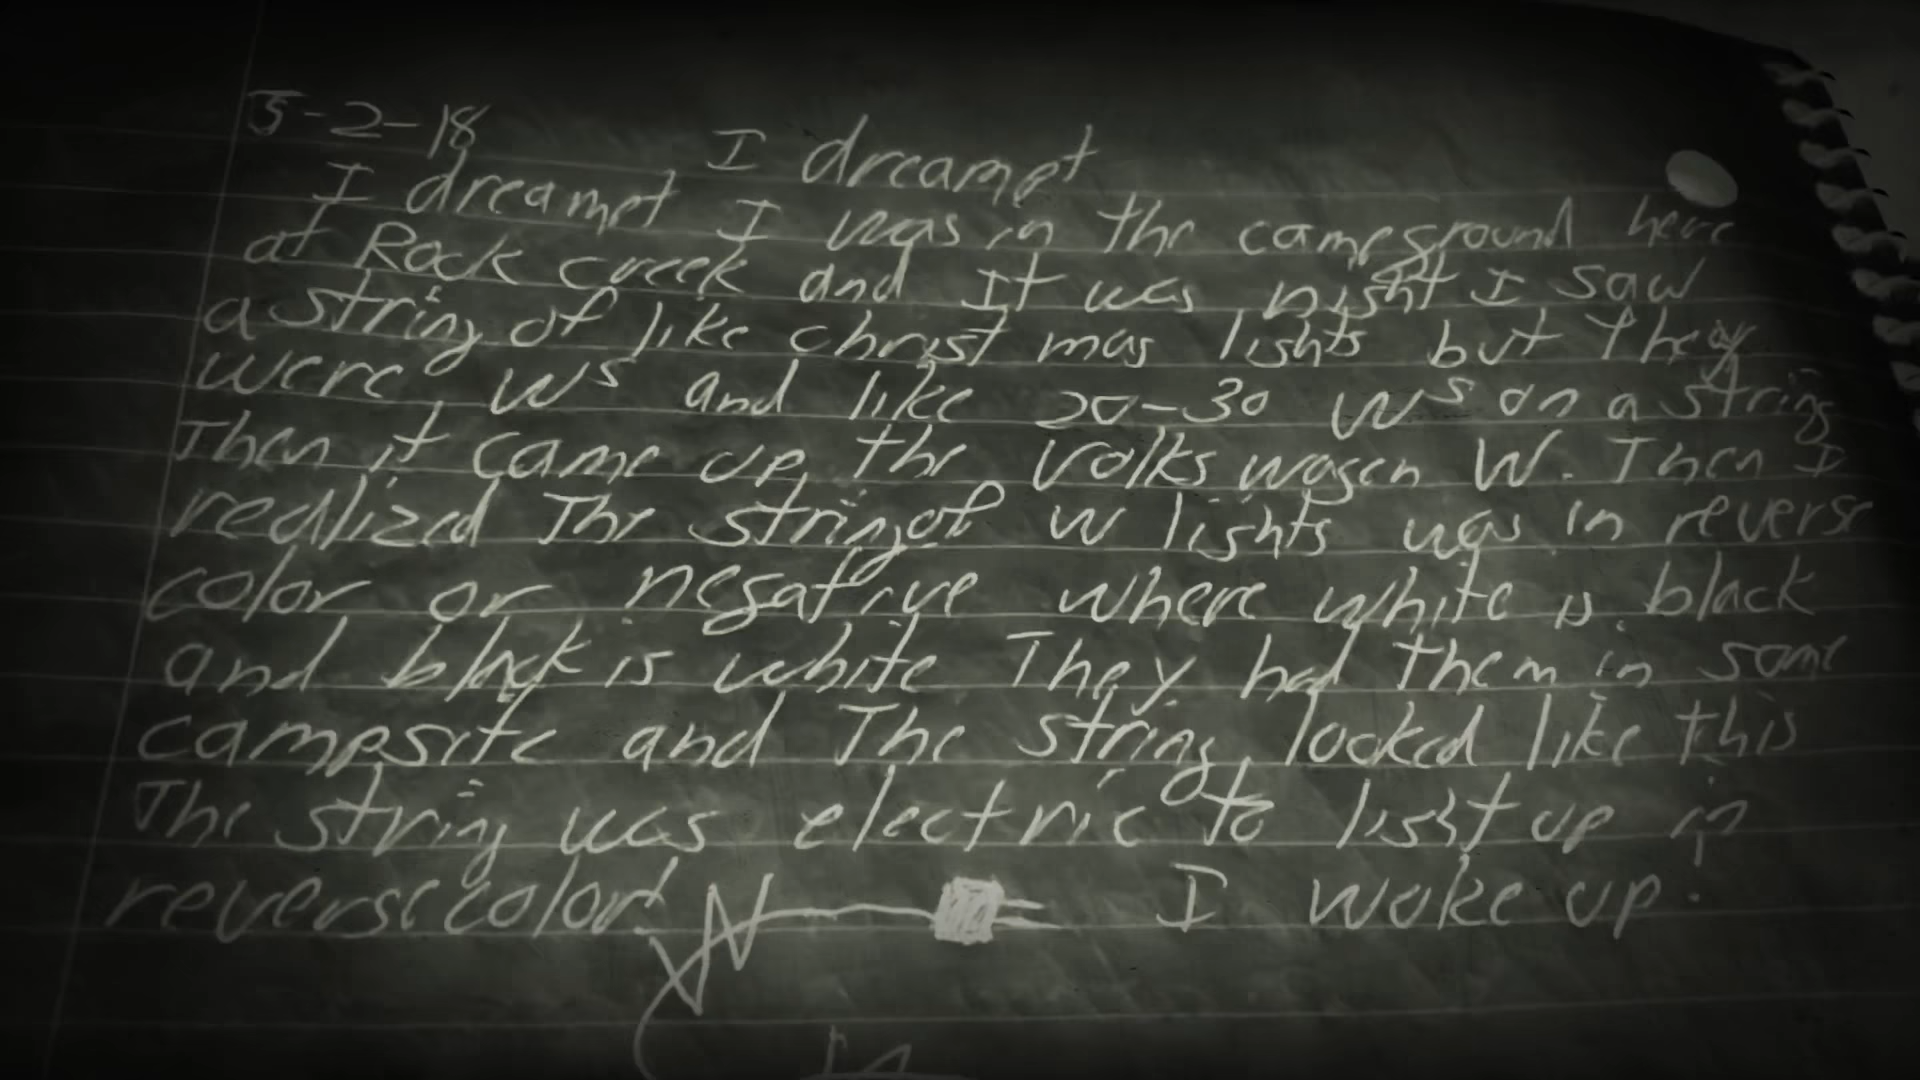 5-2-18
I dreampt
I dreampt I was in the campground here
at Rock creek and It was night I saw
a string of like christ mas lights but they
were Ws and like 20-30 Ws on a string
Then it came up the Volks wagen W. Then I
realized The string of W lights was in reverse
color or negative where white is black
and black is white They had them in some
campsite and The string looked like this
The string was electric to light up in
reverse color! I woke up!